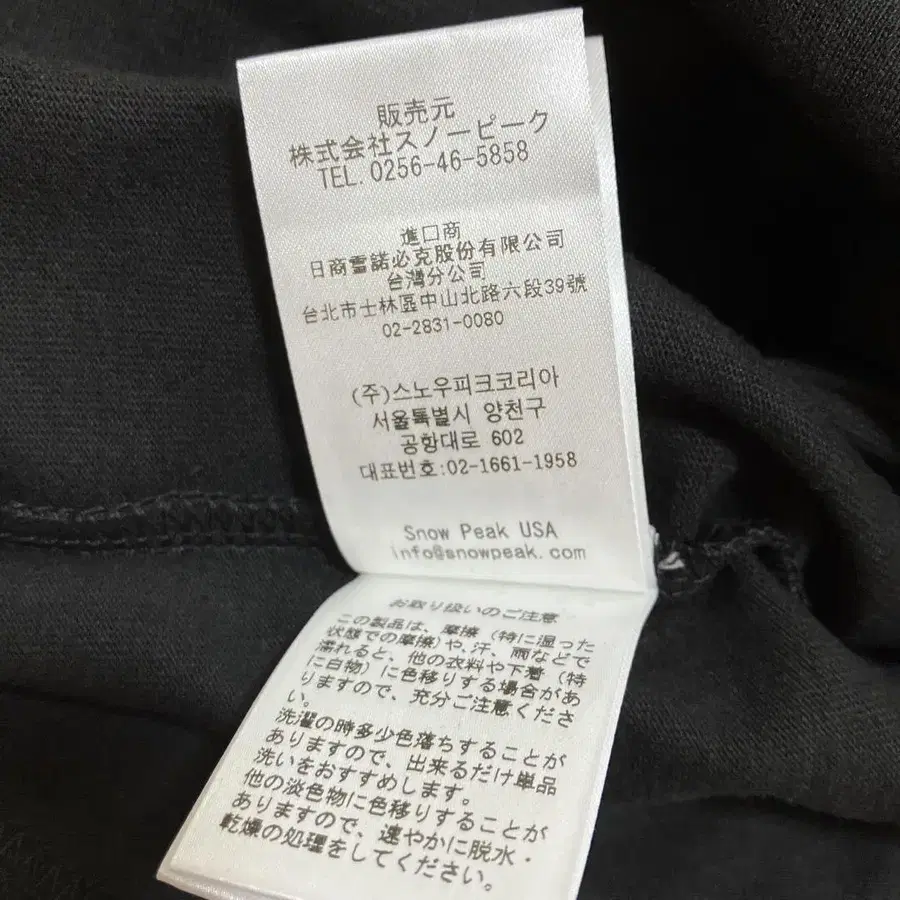 販売元
株式会社スノーピーク
TEL. 0256-46-5858
進口商
日商雪諾必克股份有限公司
台灣分公司
台北市士林區中山北路六段39號
02-2831-0080
(주)스노우피크코리아
서울특별시 양천구
공항대로 602
대표번호:02-1661-1958
Snow Peak USA
info@snowpeak.com
お取り扱いのご注意
この製品は、摩擦(特に湿った
状態での摩擦)や、汗、雨などで
濡れると、他の衣料や下着(特
に白物)に色移りする場合があ
りますので、充分ご注意くださ
い。
洗濯の時多少色落ちすることが
ありますので、出来るだけ単品
洗いをおすすめします。
他の淡色物に色移りすることが
ありますので、速やかに脱水・
乾燥の処理をしてください。